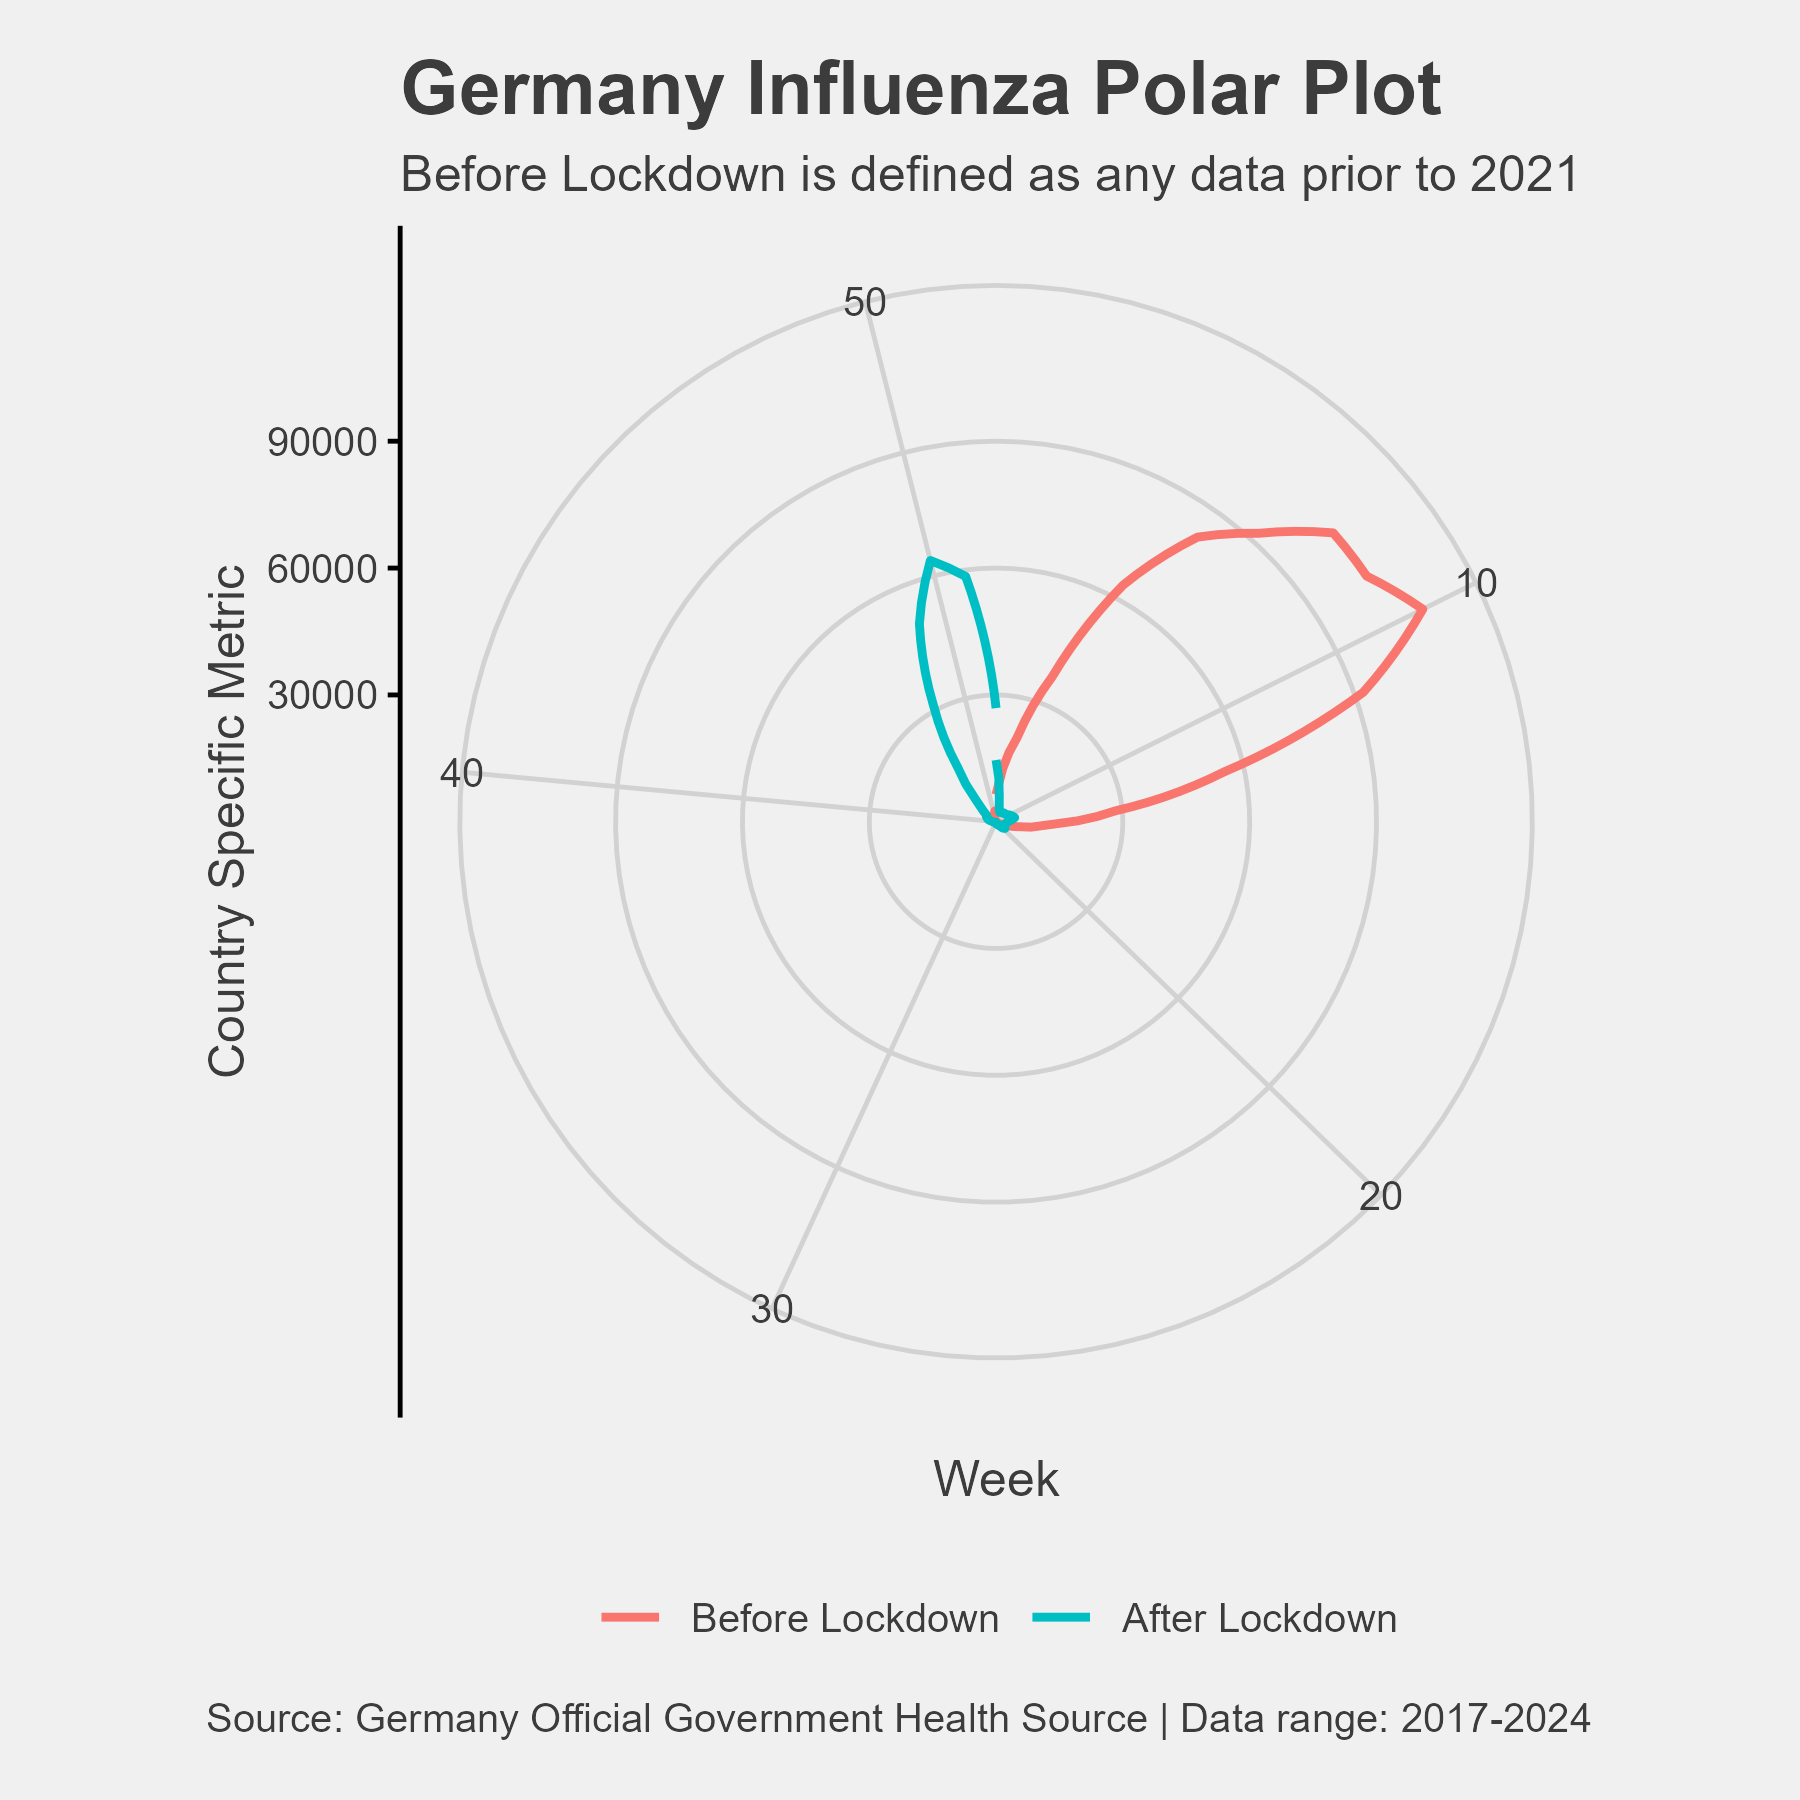 Germany Influenza Polar Plot
Before Lockdown is defined as any data prior to 2021
50
90000
60000
30000
10
40
20
30
Country Specific Metric
Week
Before Lockdown
After Lockdown
Source: Germany Official Government Health Source | Data range: 2017-2024